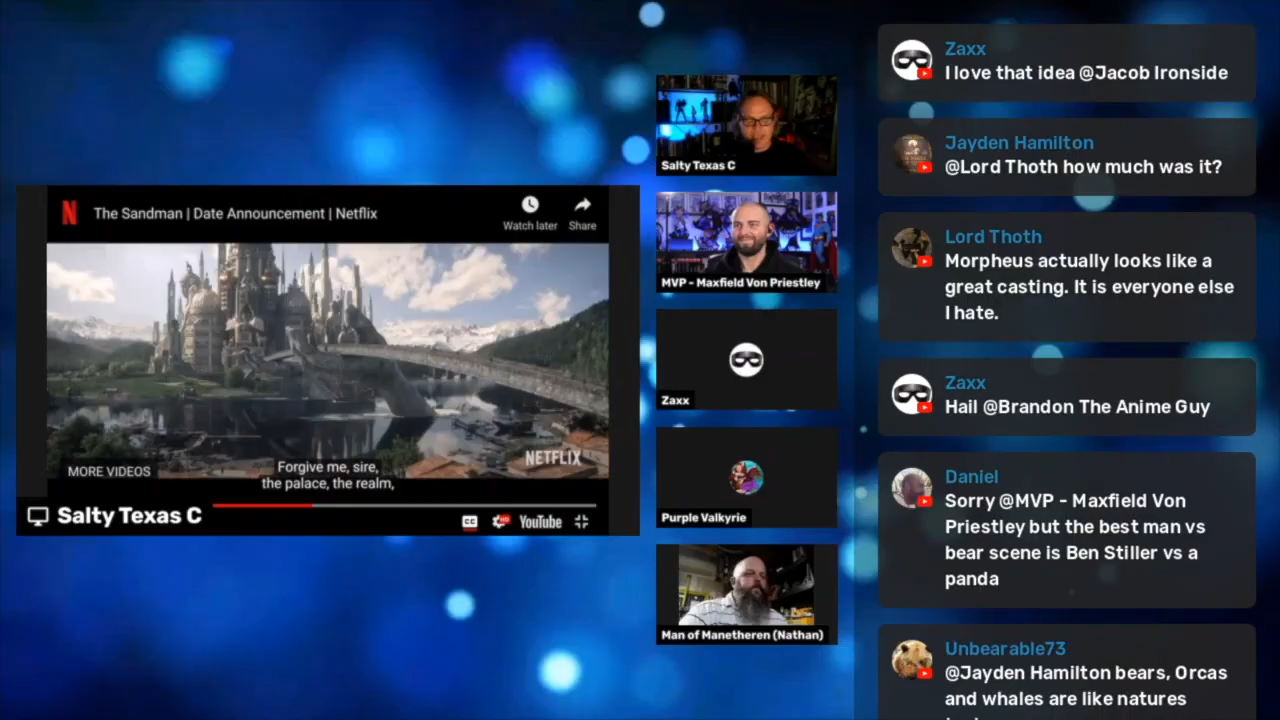 The Sandman | Date Announcement | Netflix
Watch later
Share
MORE VIDEOS
NETFLIX
Forgive me, sire,
the palace, the realm,
Salty Texas C
CC
HD
YouTube
Salty Texas C
MVP - Maxfield Von Priestley
Zaxx
Purple Valkyrie
Man of Manetheren (Nathan)
Zaxx
I love that idea @Jacob Ironside
Jayden Hamilton
@Lord Thoth how much was it?
Lord Thoth
Morpheus actually looks like a
great casting. It is everyone else
I hate.
Zaxx
Hail @Brandon The Anime Guy
Daniel
Sorry @MVP - Maxfield Von
Priestley but the best man vs
bear scene is Ben Stiller vs a
panda
Unbearable73
@Jayden Hamilton bears, Orcas
and whales are like natures